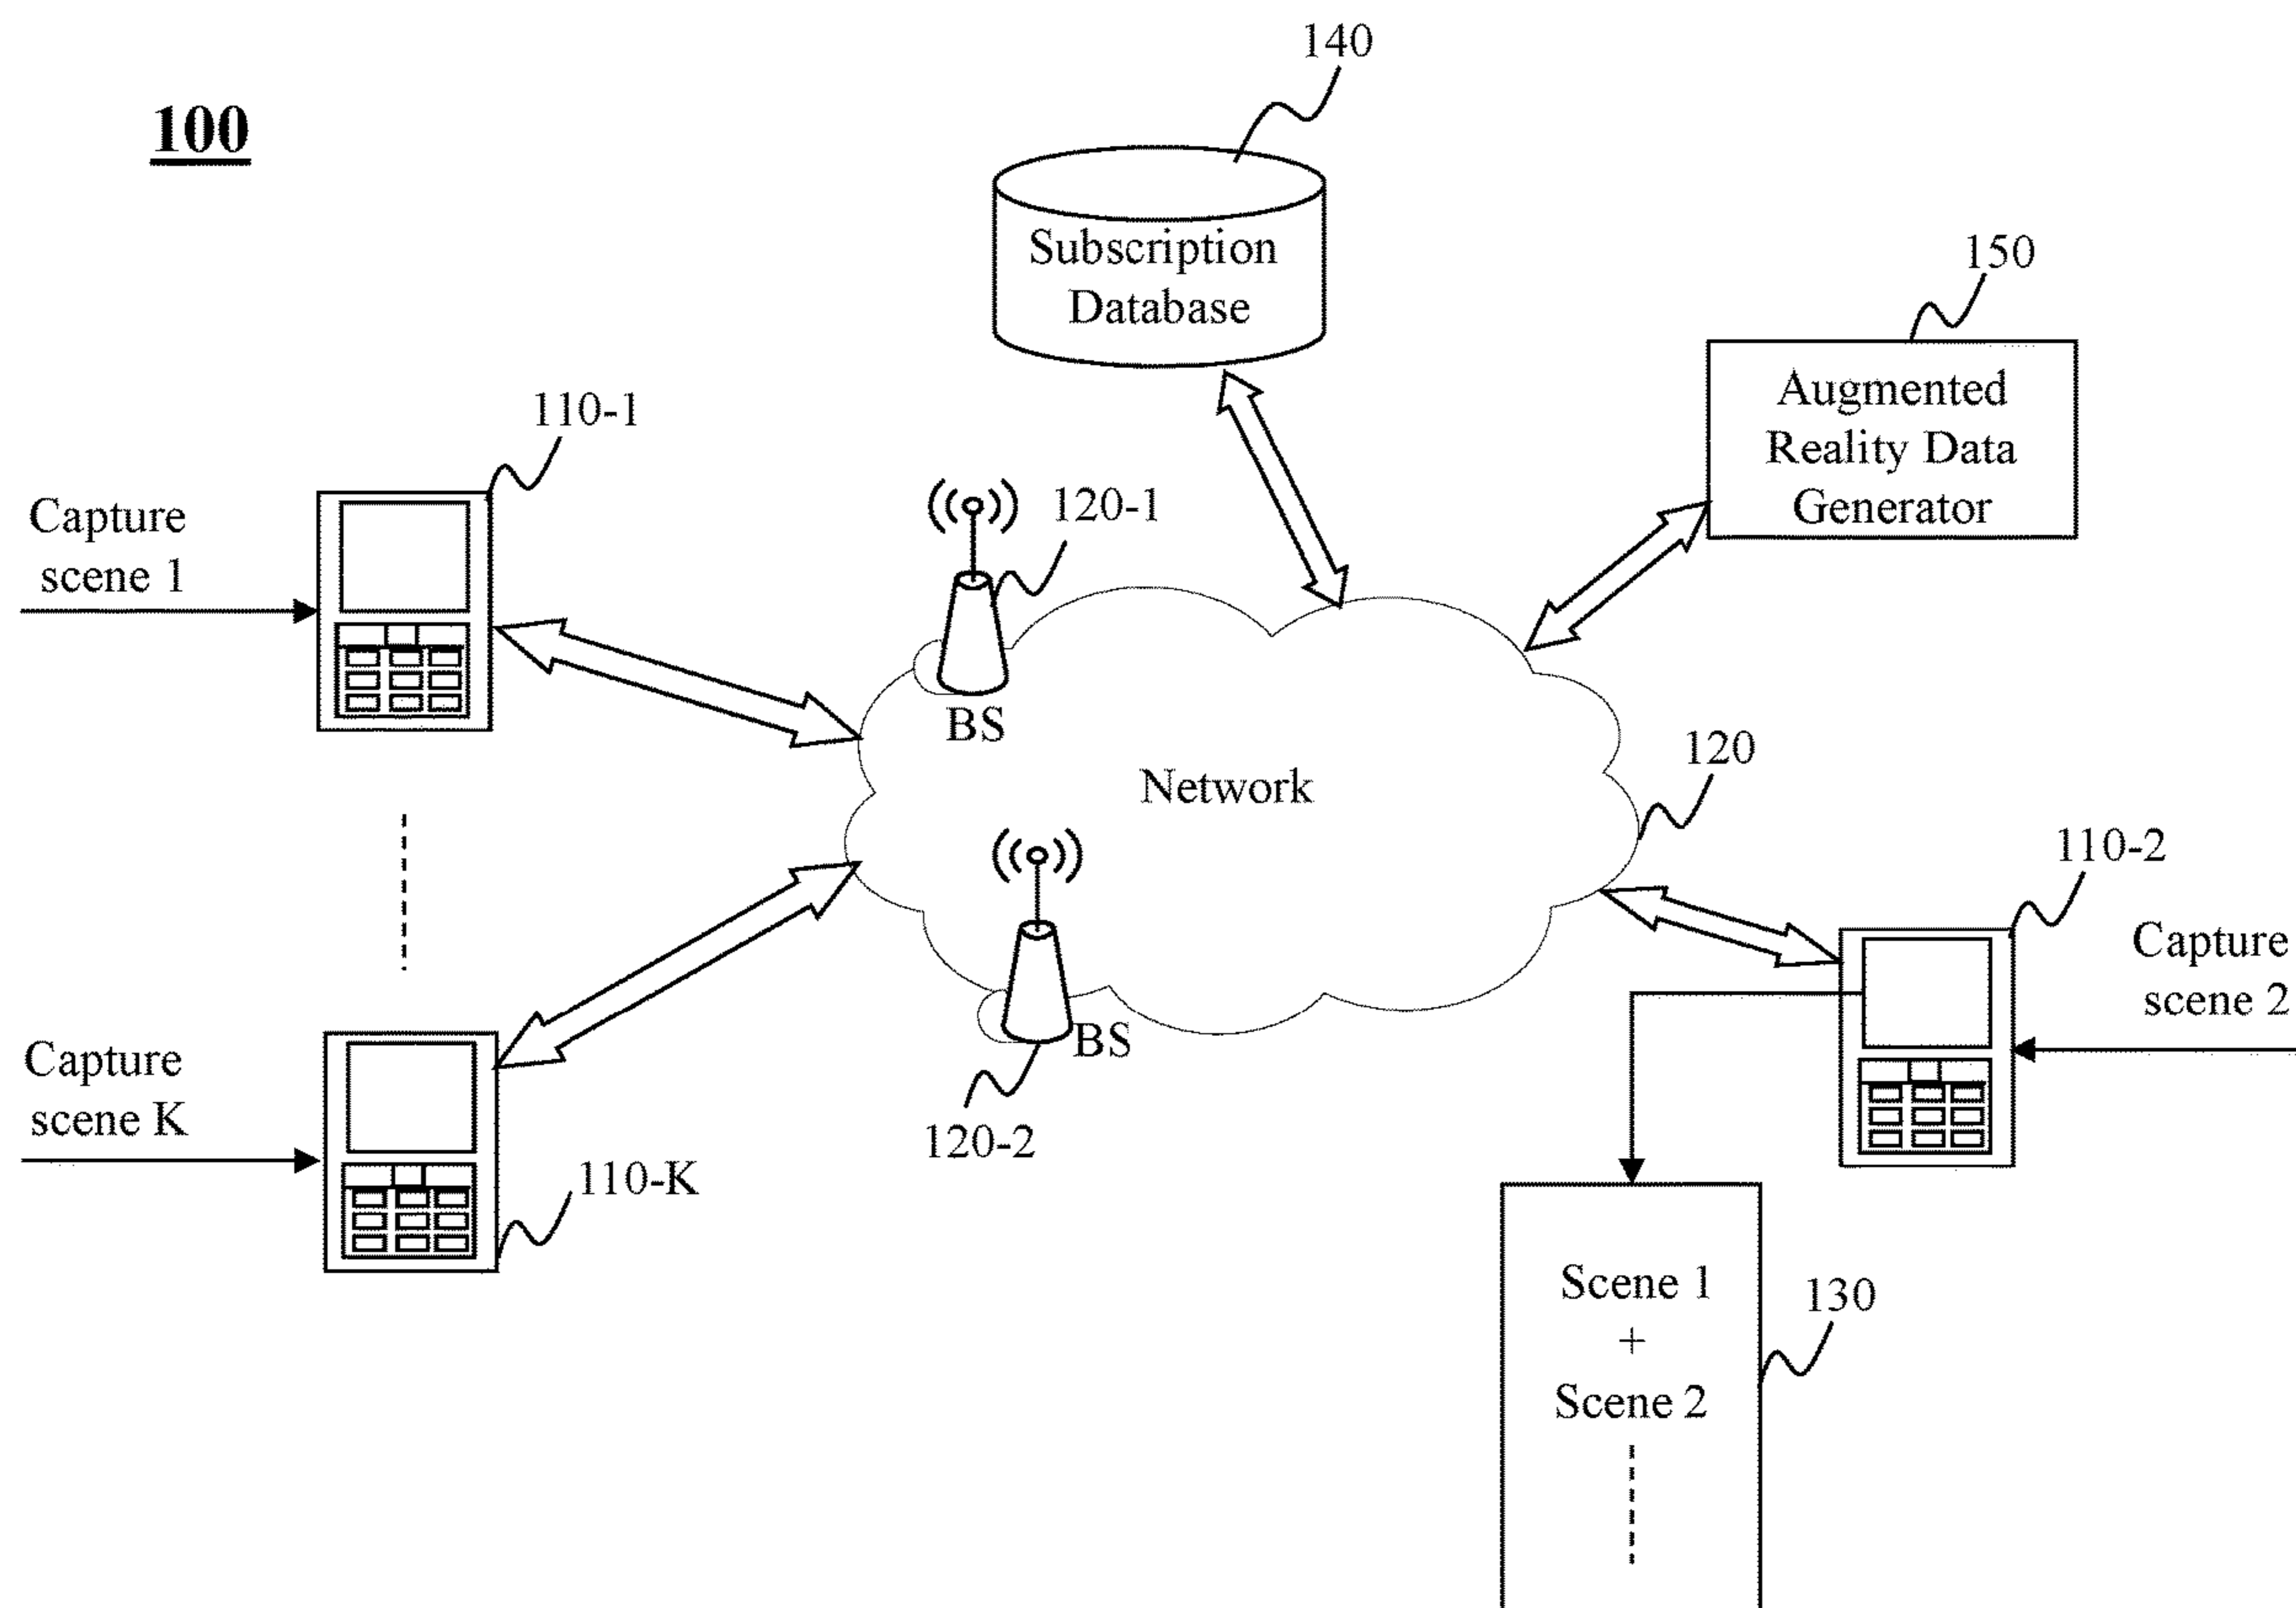 140
100
Subscription
Database
150
Augmented
Reality Data
Generator
110-1
Capture
scene 1
120-1
BS
Network
120
110-2
Capture
scene 2
BS
120-2
Capture
scene K
110-K
Scene 1
+
Scene 2
130